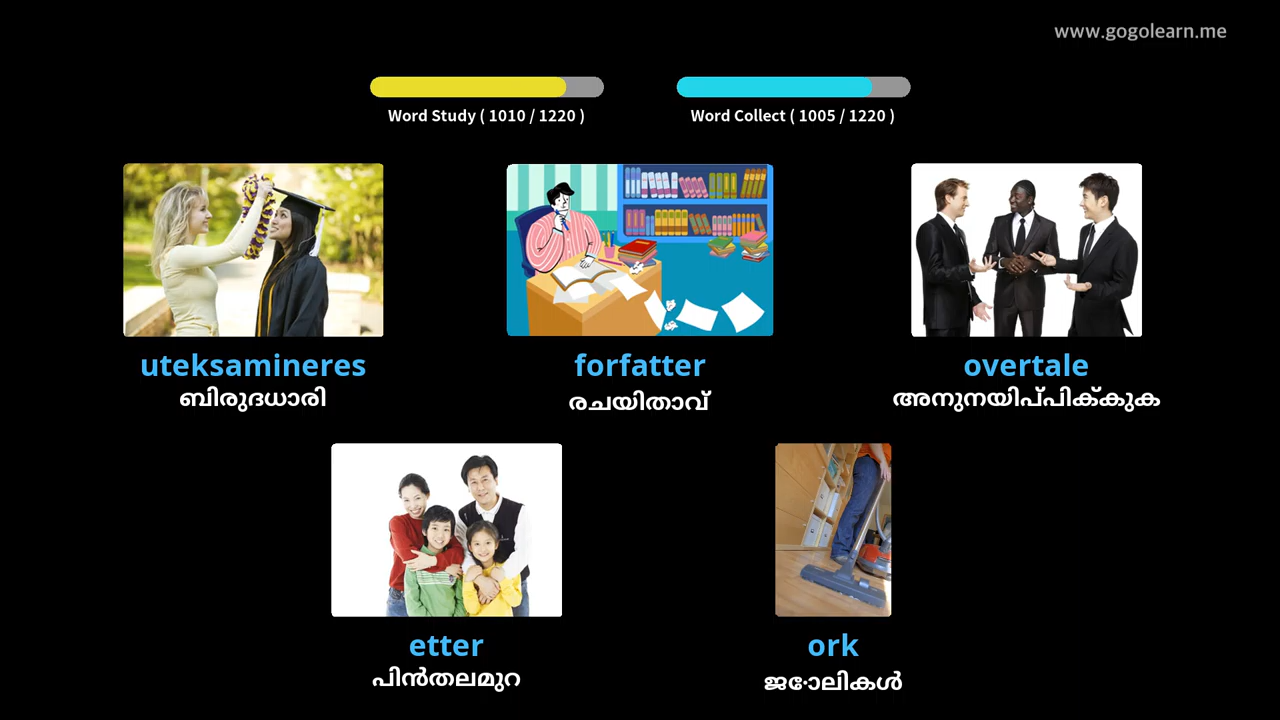 www.gogolearn.me
Word Study ( 1010 / 1220 )
Word Collect ( 1005 / 1220 )
uteksamineres
ബിരുദധാരി
forfatter
രചയിതാവ്
overtale
അനുനയിപ്പിക്കുക
etter
പിൻതലമുറ
ork
ജോലികൾ